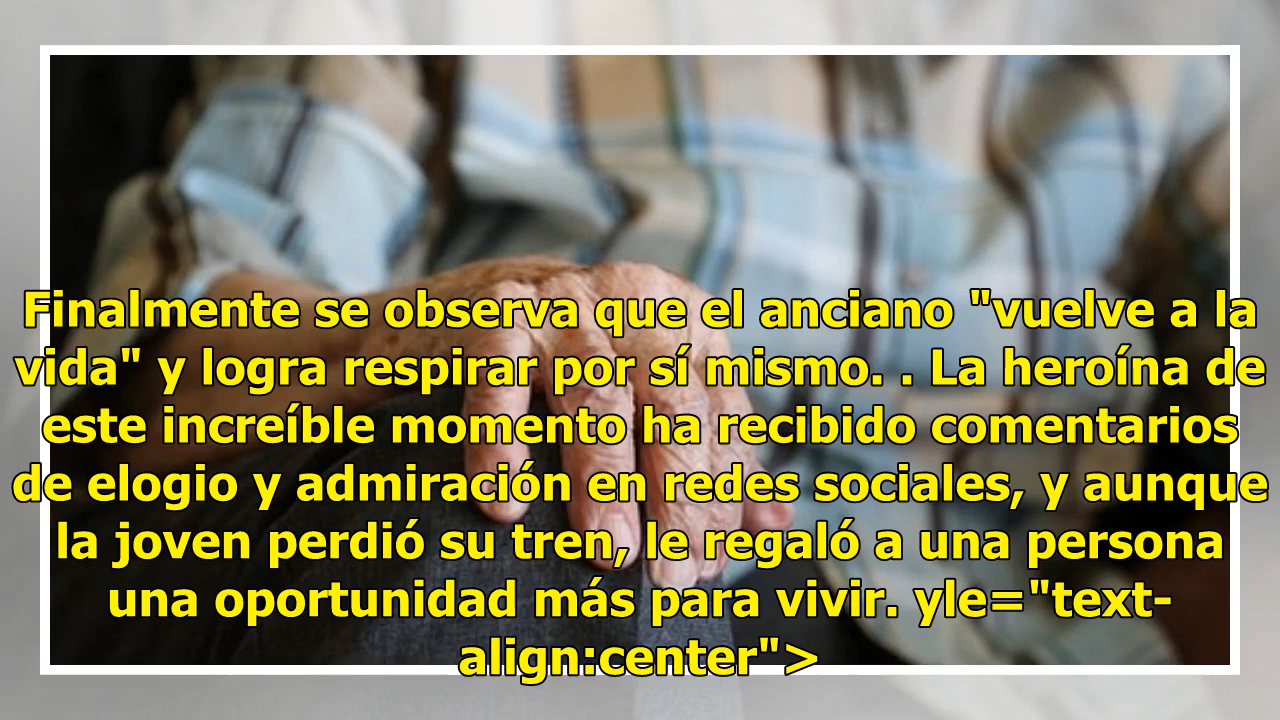 Finalmente se observa que el anciano "vuelve a la
vida" y logra respirar por sí mismo. . La heroína de
este increíble momento ha recibido comentarios
de elogio y admiración en redes sociales, y aunque
la joven perdió su tren, le regaló a una persona
una oportunidad más para vivir. yle="text-
align:center">